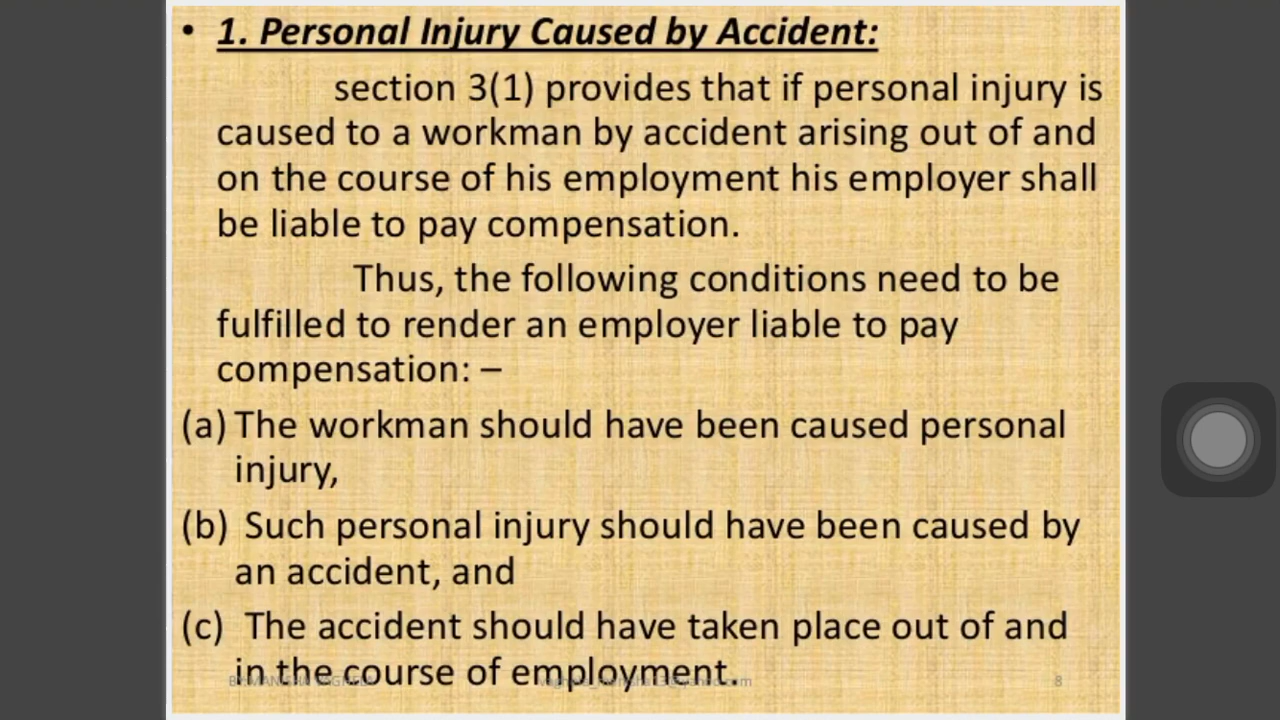 • 1. Personal Injury Caused by Accident:
section 3(1) provides that if personal injury is
caused to a workman by accident arising out of and
on the course of his employment his employer shall
be liable to pay compensation.
Thus, the following conditions need to be
fulfilled to render an employer liable to pay
compensation: –
(a) The workman should have been caused personal
injury,
(b) Such personal injury should have been caused by
an accident, and
(c) The accident should have taken place out of and
in the course of employment.
8